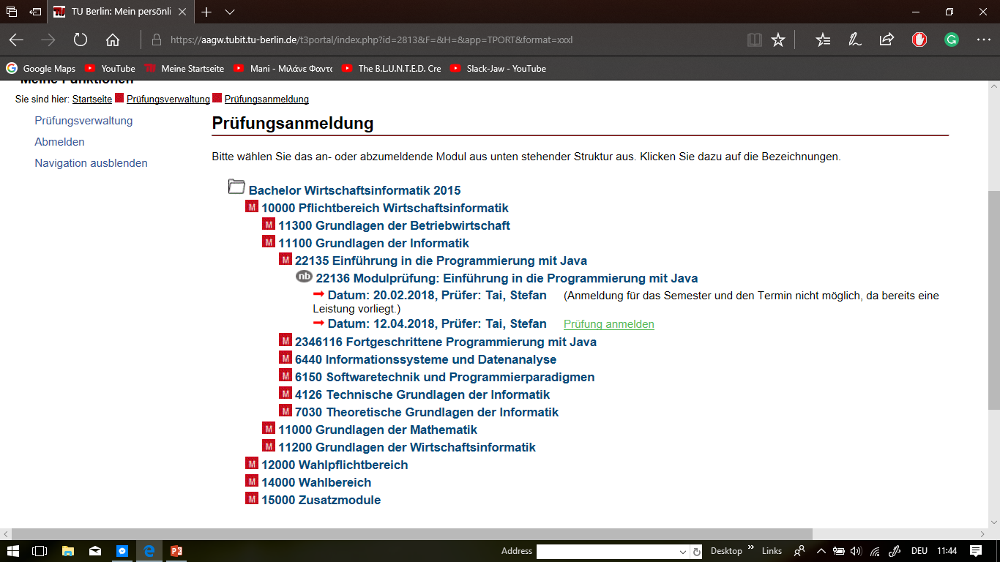 TU Berlin: Mein persönli
https://aagw.tubit.tu-berlin.de/t3portal/index.php?id=2813&F=&H=&app=TPORT&format=xxxl
Google Maps YouTube Meine Startseite Mani - Μιλάνε Φαντα The B.L.U.N.T.E.D. Cre Slack-Jaw - YouTube
Meine Funktionen
Sie sind hier: Startseite Prüfungsverwaltung Prüfungsanmeldung
Prüfungsverwaltung
Abmelden
Navigation ausblenden
Prüfungsanmeldung
Bitte wählen Sie das an- oder abzumeldende Modul aus unten stehender Struktur aus. Klicken Sie dazu auf die Bezeichnungen.
Bachelor Wirtschaftsinformatik 2015
M 10000 Pflichtbereich Wirtschaftsinformatik
M 11300 Grundlagen der Betriebwirtschaft
M 11100 Grundlagen der Informatik
M 22135 Einführung in die Programmierung mit Java
nb 22136 Modulprüfung: Einführung in die Programmierung mit Java
Datum: 20.02.2018, Prüfer: Tai, Stefan (Anmeldung für das Semester und den Termin nicht möglich, da bereits eine
Leistung vorliegt.)
Datum: 12.04.2018, Prüfer: Tai, Stefan Prüfung anmelden
M 2346116 Fortgeschrittene Programmierung mit Java
M 6440 Informationssysteme und Datenanalyse
M 6150 Softwaretechnik und Programmierparadigmen
M 4126 Technische Grundlagen der Informatik
M 7030 Theoretische Grundlagen der Informatik
M 11000 Grundlagen der Mathematik
M 11200 Grundlagen der Wirtschaftsinformatik
M 12000 Wahlpflichtbereich
M 14000 Wahlbereich
M 15000 Zusatzmodule
Address Desktop Links DEU 11:44